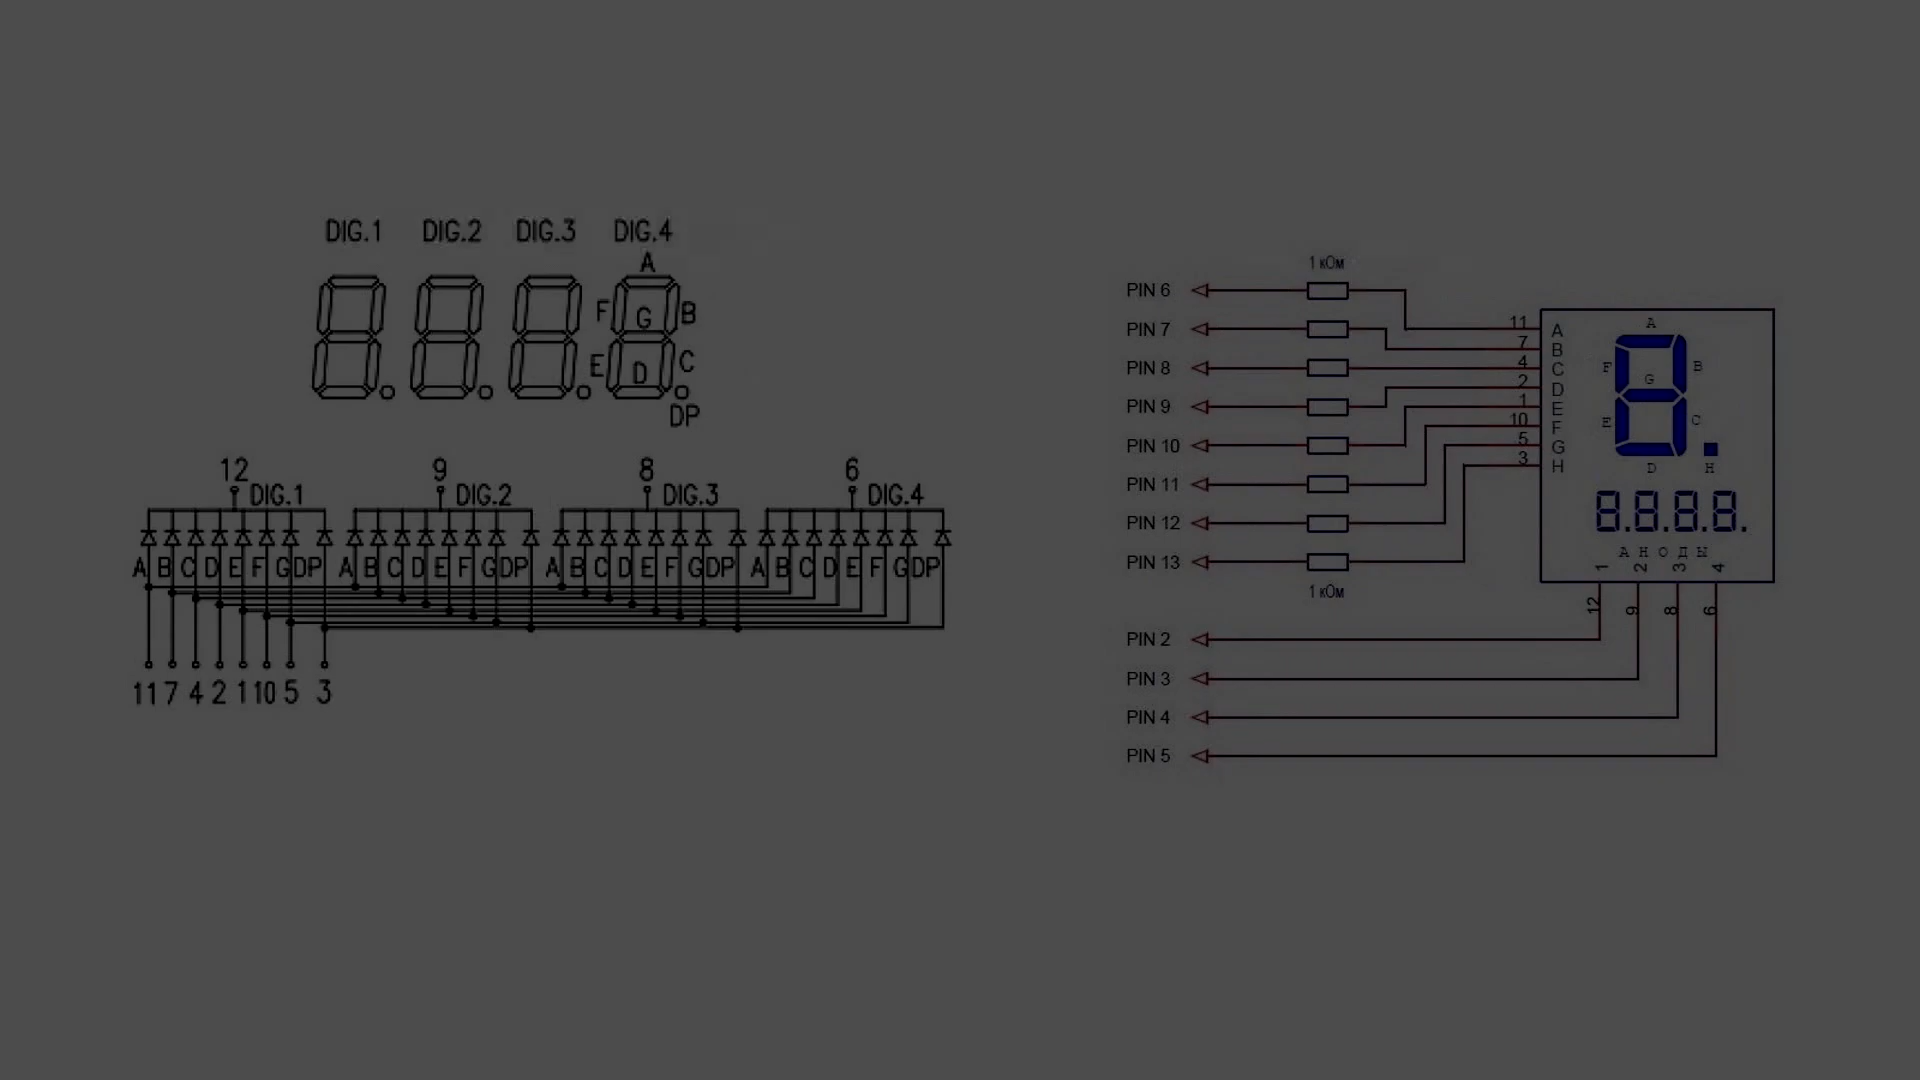 DIG.1 DIG.2 DIG.3 DIG.4
A
F G B
E D C
DP
12 9 8 6
DIG.1 DIG.2 DIG.3 DIG.4
A B C D E F G DP A B C D E F G DP A B C D E F G DP A B C D E F G DP
11 7 4 2 1 10 5 3
1 кОм
PIN 6
PIN 7
PIN 8
PIN 9
PIN 10
PIN 11
PIN 12
PIN 13
1 кОм
PIN 2
PIN 3
PIN 4
PIN 5
11 A
7 B
4 C
2 D
1 E
10 F
5 G
3 H
A
F B
G
E C
D H
8.8.8.8.
АНОДЫ
1 2 3 4
12 9 8 6